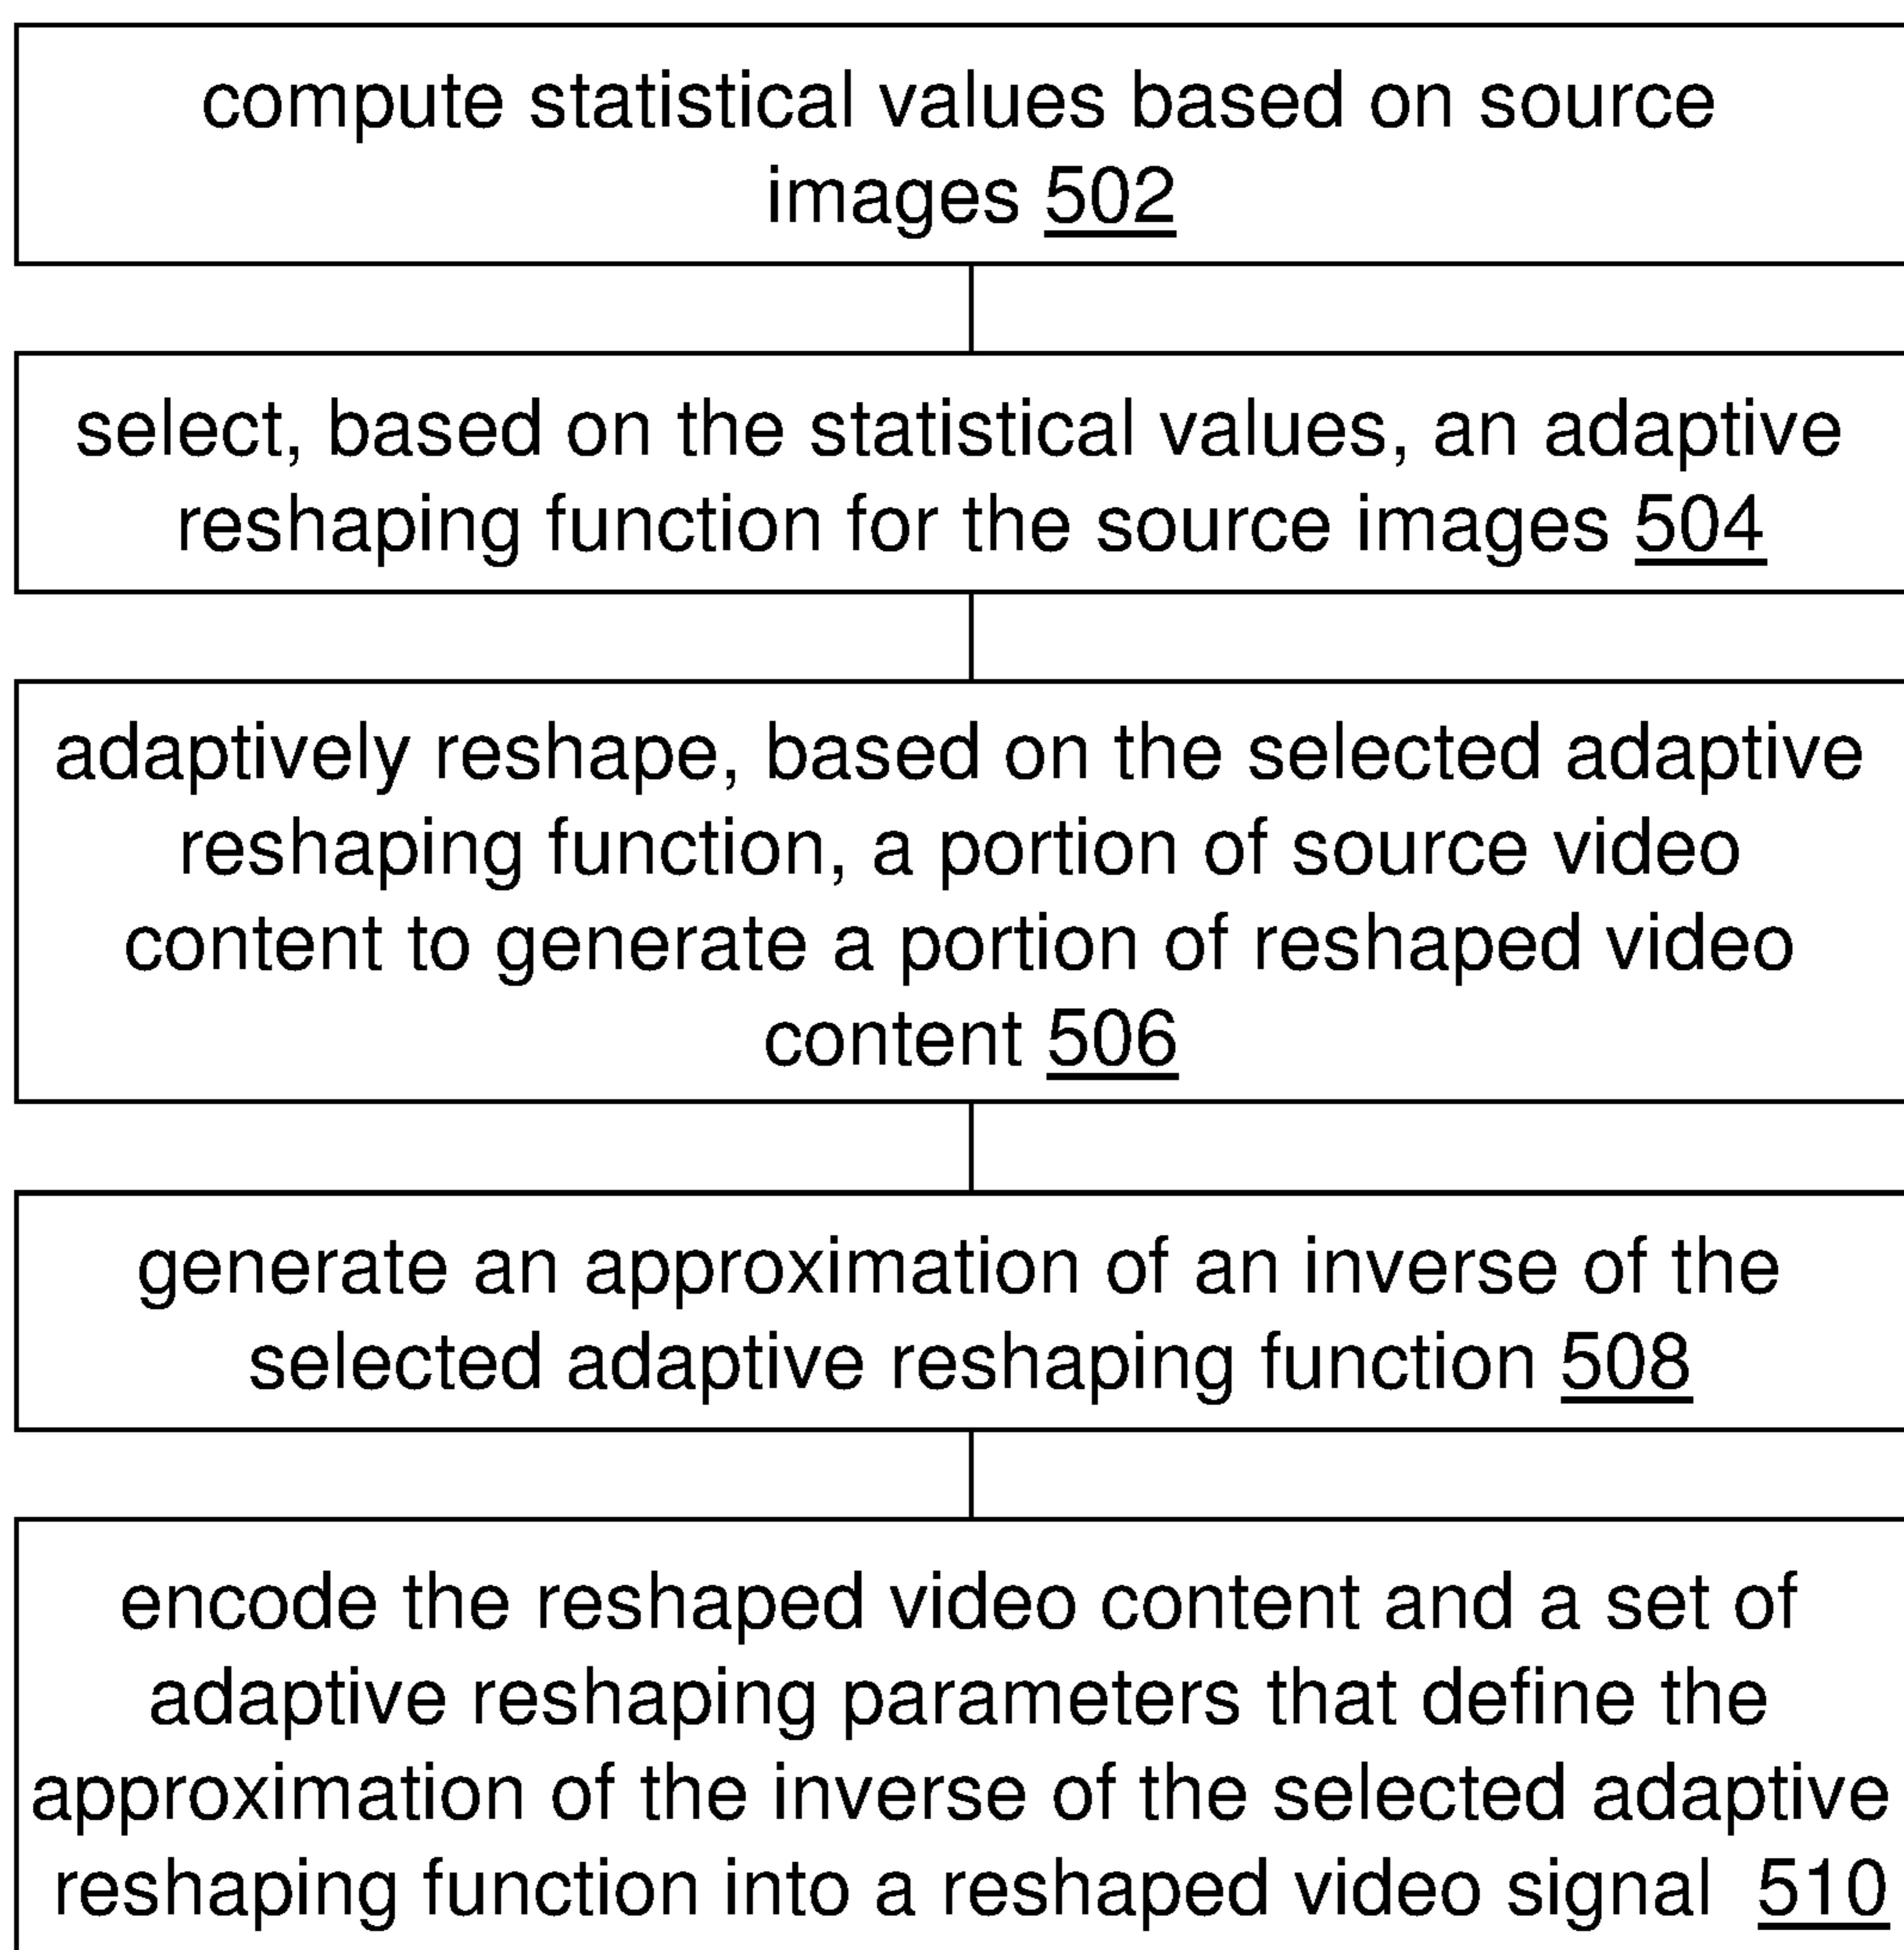 compute statistical values based on source
images 502
select, based on the statistical values, an adaptive
reshaping function for the source images 504
adaptively reshape, based on the selected adaptive
reshaping function, a portion of source video
content to generate a portion of reshaped video
content 506
generate an approximation of an inverse of the
selected adaptive reshaping function 508
encode the reshaped video content and a set of
adaptive reshaping parameters that define the
approximation of the inverse of the selected adaptive
reshaping function into a reshaped video signal 510